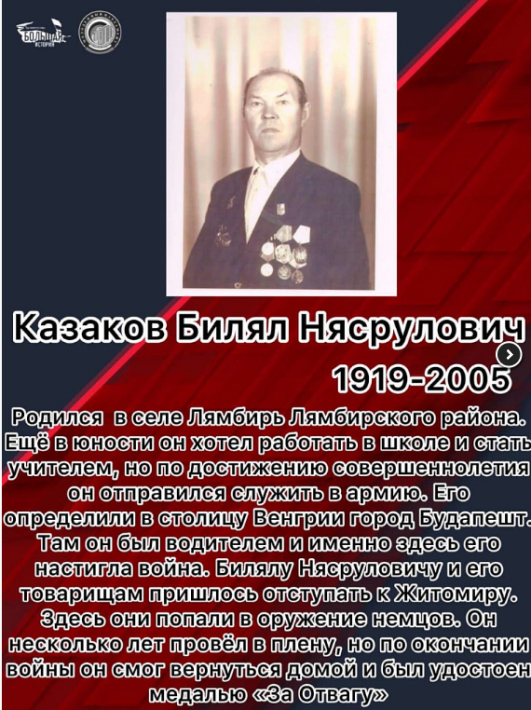 БОЛЬШАЯ
ИСТОРИЯ
Казаков Билял Нясрулович
1919-2005
Родился в селе Лямбирь Лямбирского района.
Ещё в юности он хотел работать в школе и стать
учителем, но по достижению совершеннолетия
он отправился служить в армию. Его
определили в столицу Венгрии город Будапешт.
Там он был водителем и именно здесь его
настигла война. Билялу Нясруловичу и его
товарищам пришлось отступать к Житомиру.
Здесь они попали в оружение немцов. Он
несколько лет провёл в плену, но по окончании
войны он смог вернуться домой и был удостоен
медалью «За Отвагу»